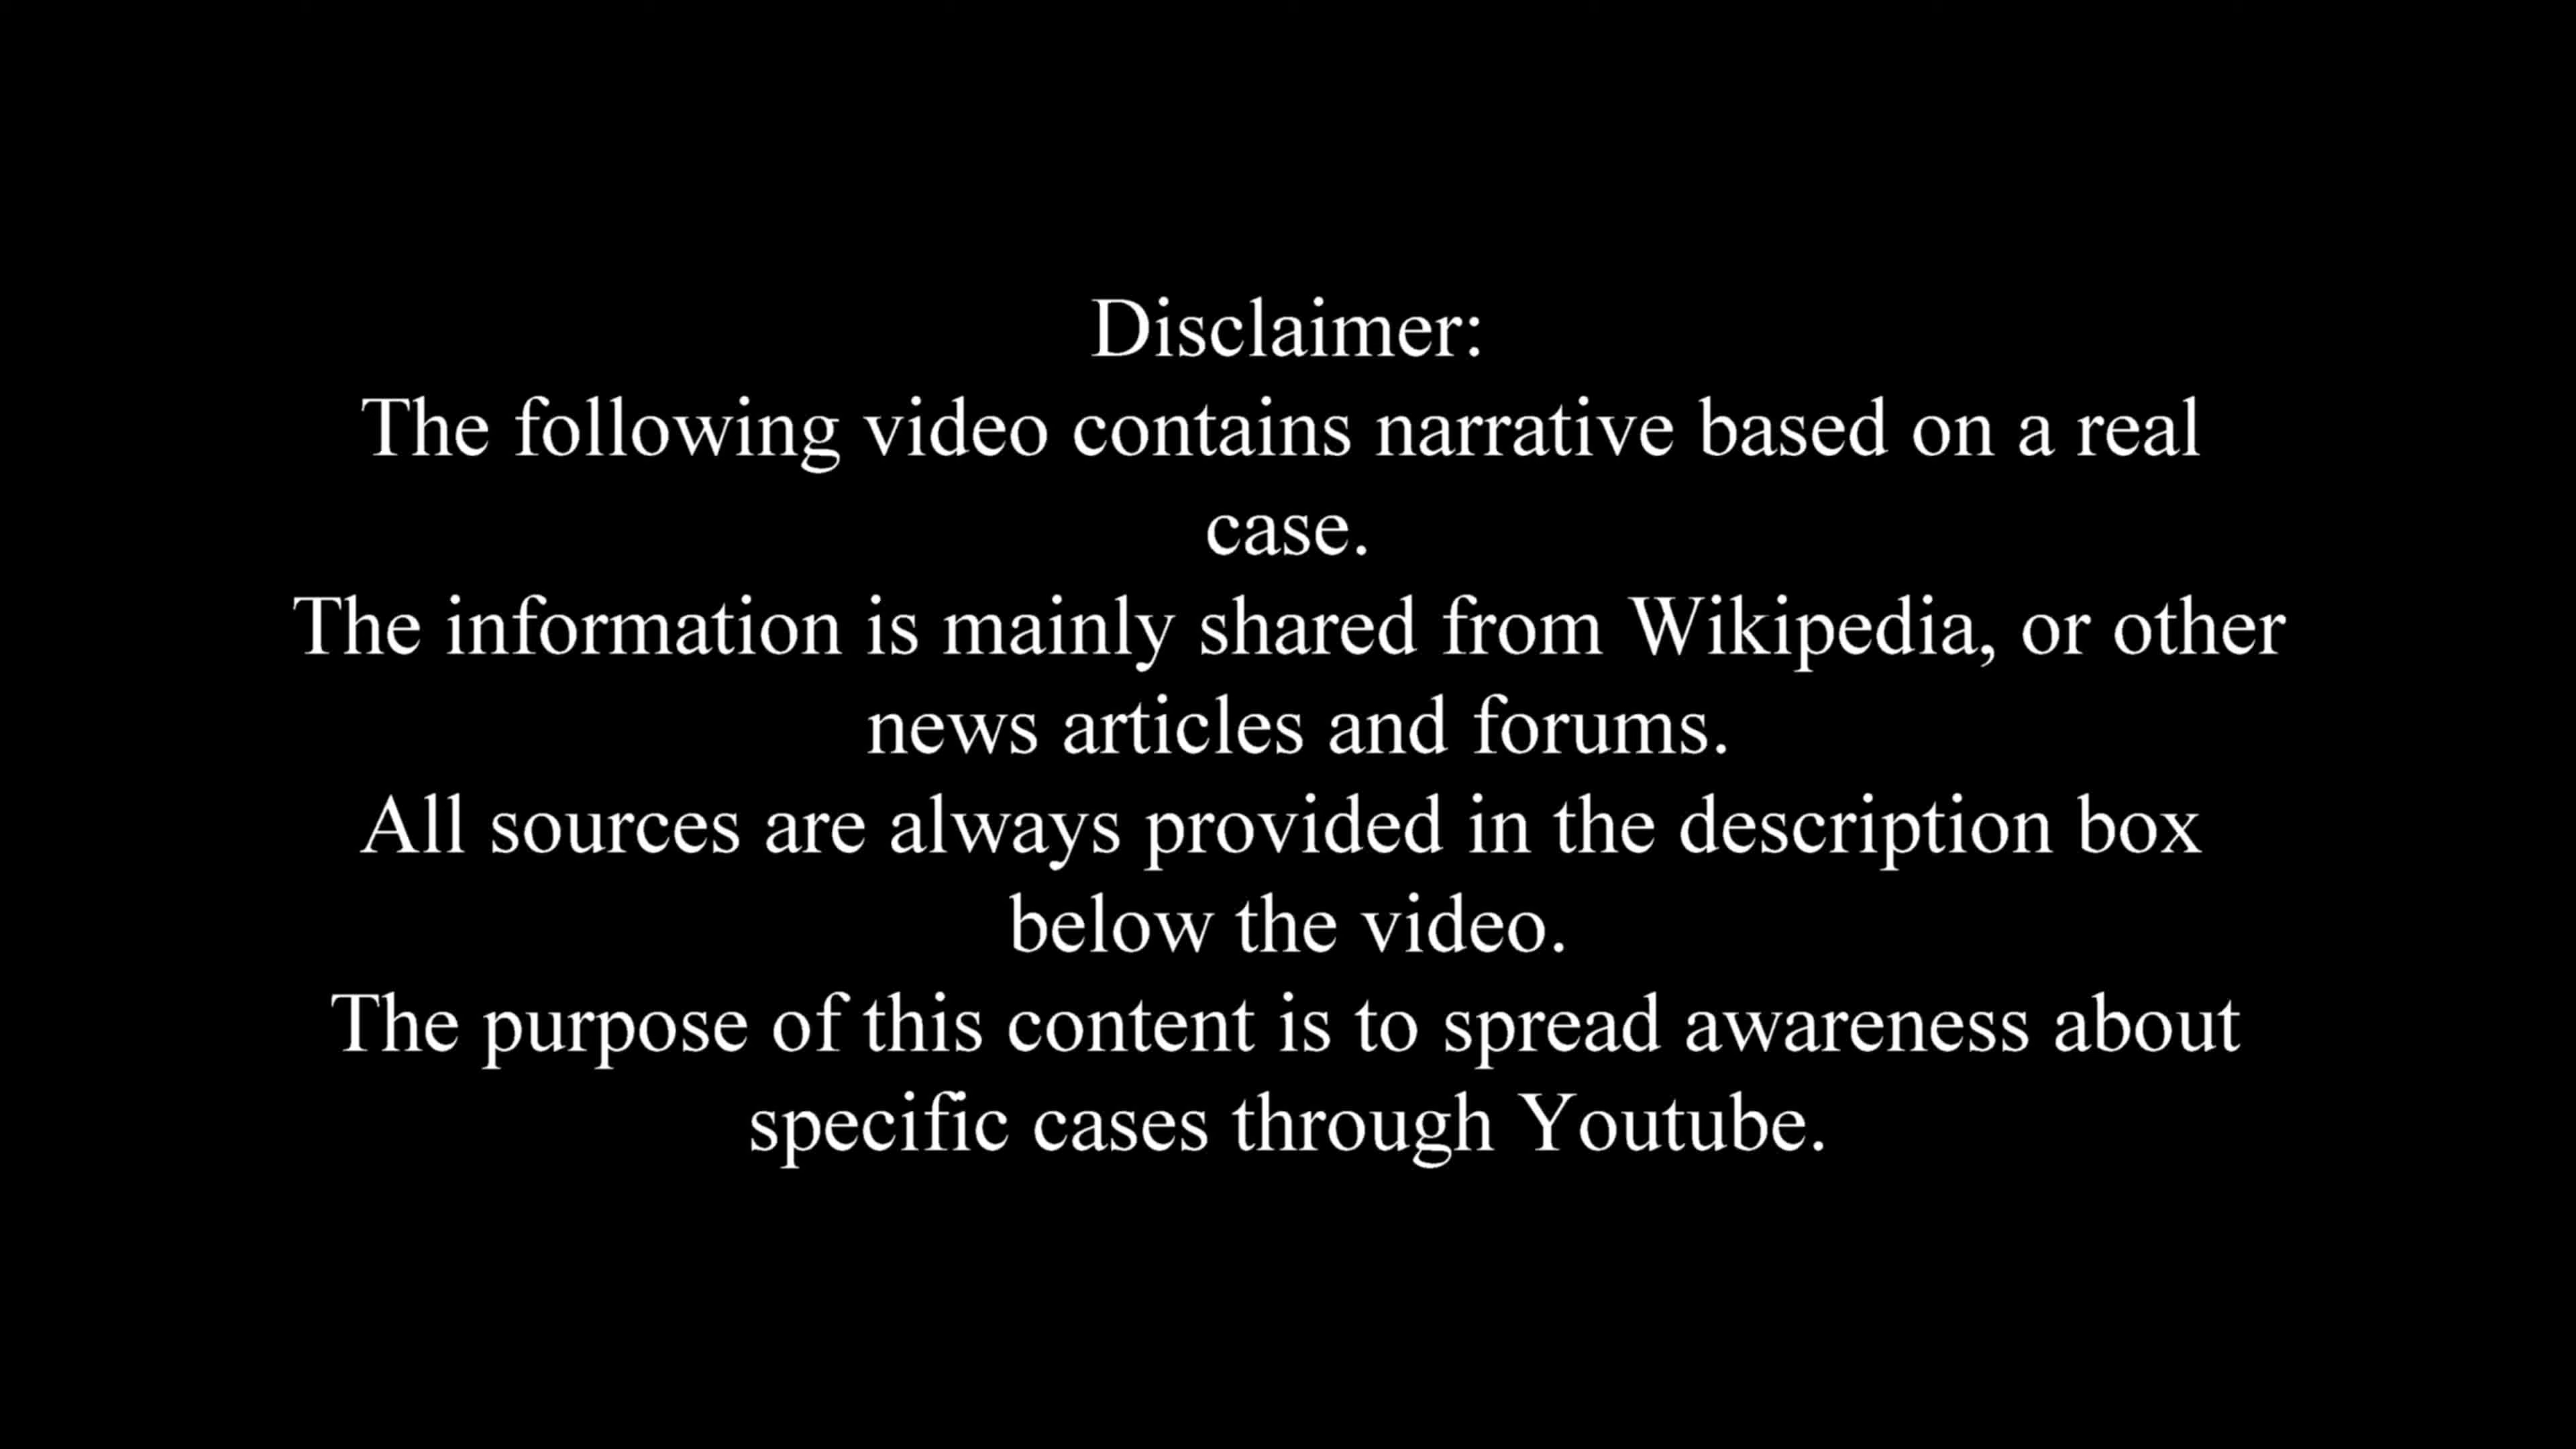 Disclaimer:
The following video contains narrative based on a real
case.
The information is mainly shared from Wikipedia, or other
news articles and forums.
All sources are always provided in the description box
below the video.
The purpose of this content is to spread awareness about
specific cases through Youtube.